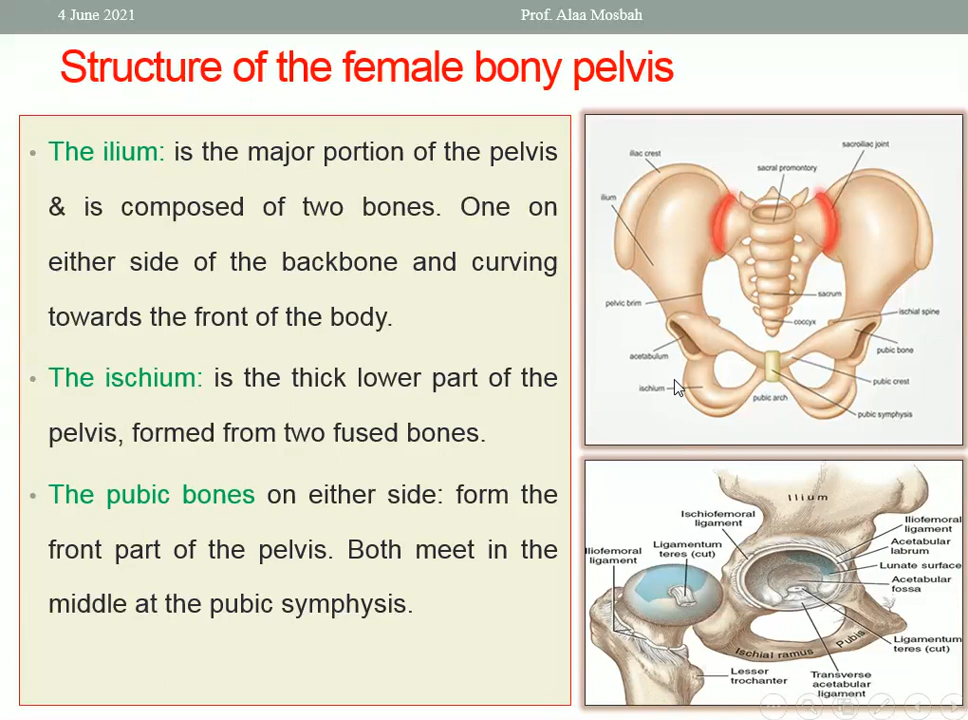 4 June 2021
Prof. Alaa Mosbah
Structure of the female bony pelvis
• The ilium: is the major portion of the pelvis
& is composed of two bones. One on
either side of the backbone and curving
towards the front of the body.
• The ischium: is the thick lower part of the
pelvis, formed from two fused bones.
• The pubic bones on either side: form the
front part of the pelvis. Both meet in the
middle at the pubic symphysis.
iliac crest
sacroiliac joint
sacral promontory
ilium
pelvic brim
sacrum
ischial spine
coccyx
acetabulum
pubic bone
ischium
pubic crest
pubic arch
pubic symphysis
Ilium
Ischiofemoral
ligament
Iliofemoral
ligament
Ligamentum
teres (cut)
Iliofemoral
ligament
Acetabular
labrum
Lunate surface
Acetabular
fossa
Ligamentum
teres (cut)
Ischial ramus
Pubis
Lesser
trochanter
Transverse
acetabular
ligament